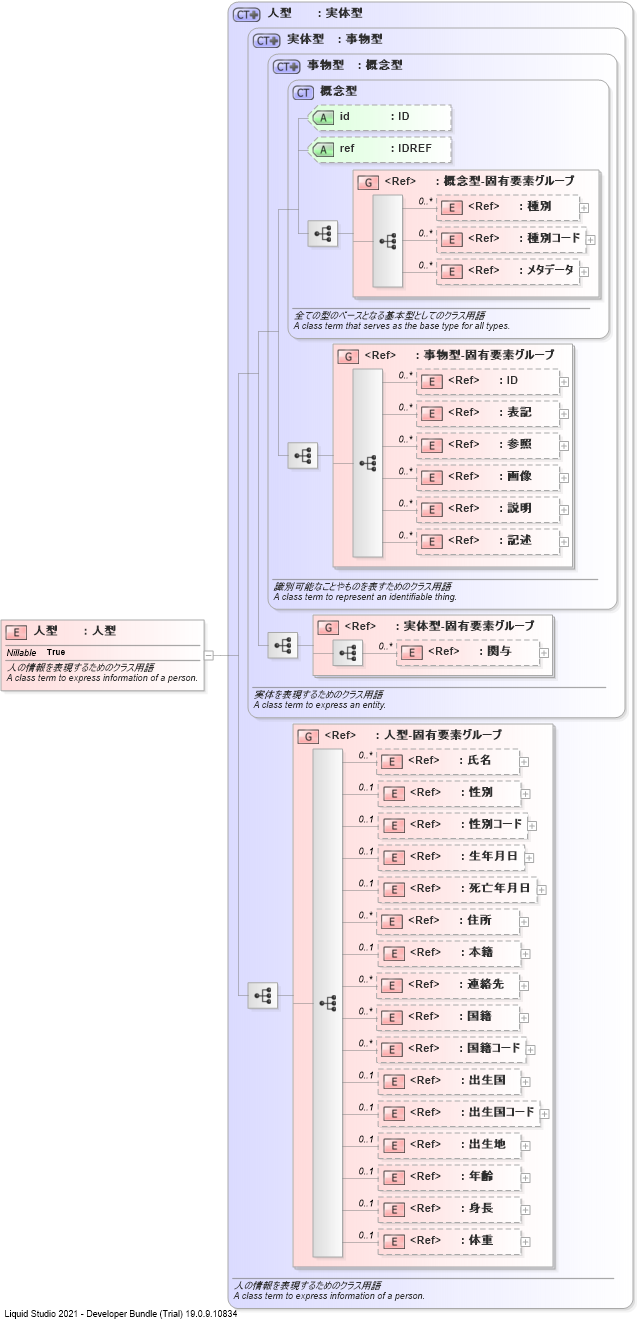 CT 人型 : 実体型
CT 実体型 : 事物型
CT 事物型 : 概念型
CT 概念型
A id : ID
A ref : IDREF
G <Ref> : 概念型-固有要素グループ
0..* E <Ref> : 種別
0..* E <Ref> : 種別コード
0..* E <Ref> : メタデータ
全ての型のベースとなる基本型としてのクラス用語
A class term that serves as the base type for all types.
G <Ref> : 事物型-固有要素グループ
0..* E <Ref> : ID
0..* E <Ref> : 表記
0..* E <Ref> : 参照
0..* E <Ref> : 画像
0..* E <Ref> : 説明
0..* E <Ref> : 記述
識別可能なことやものを表すためのクラス用語
A class term to represent an identifiable thing.
E 人型 : 人型
Nillable True
人の情報を表現するためのクラス用語
A class term to express information of a person.
G <Ref> : 実体型-固有要素グループ
0..* E <Ref> : 関与
実体を表現するためのクラス用語
A class term to express an entity.
G <Ref> : 人型-固有要素グループ
0..* E <Ref> : 氏名
0..1 E <Ref> : 性別
0..1 E <Ref> : 性別コード
0..1 E <Ref> : 生年月日
0..1 E <Ref> : 死亡年月日
0..* E <Ref> : 住所
0..1 E <Ref> : 本籍
0..* E <Ref> : 連絡先
0..* E <Ref> : 国籍
0..* E <Ref> : 国籍コード
0..1 E <Ref> : 出生国
0..1 E <Ref> : 出生国コード
0..1 E <Ref> : 出生地
0..1 E <Ref> : 年齢
0..1 E <Ref> : 身長
0..1 E <Ref> : 体重
人の情報を表現するためのクラス用語
A class term to express information of a person.
Liquid Studio 2021 - Developer Bundle (Trial) 19.0.9.10834